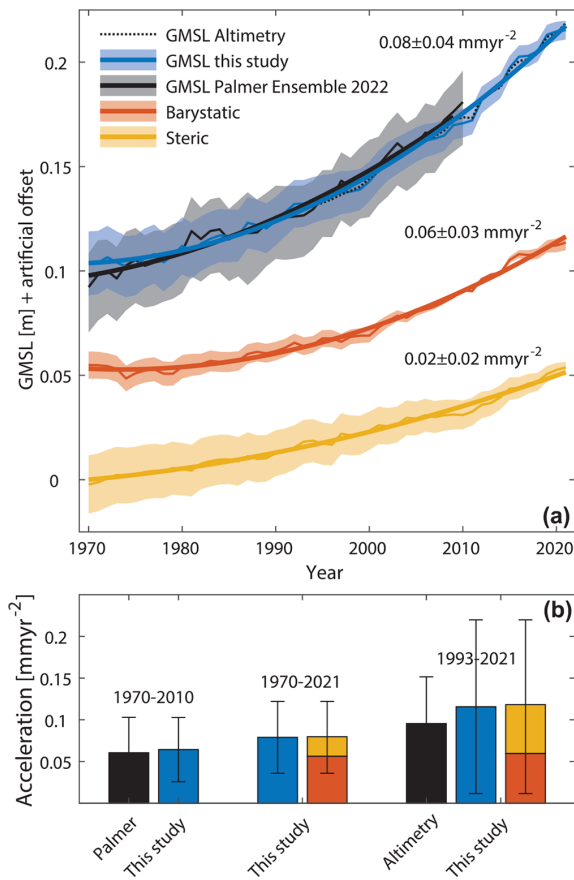 0.2
0.15
0.1
0.05
0
GMSL [m] + artificial offset
GMSL Altimetry
GMSL this study
GMSL Palmer Ensemble 2022
Barystatic
Steric
0.08±0.04 mmyr-2
0.06±0.03 mmyr-2
0.02±0.02 mmyr-2
(a)
1970 1980 1990 2000 2010 2020
Year
(b)
Acceleration [mmyr-2]
0.2
0.15
0.1
0.05
1970-2010
1970-2021
1993-2021
Palmer
This study
This study
Altimetry
This study